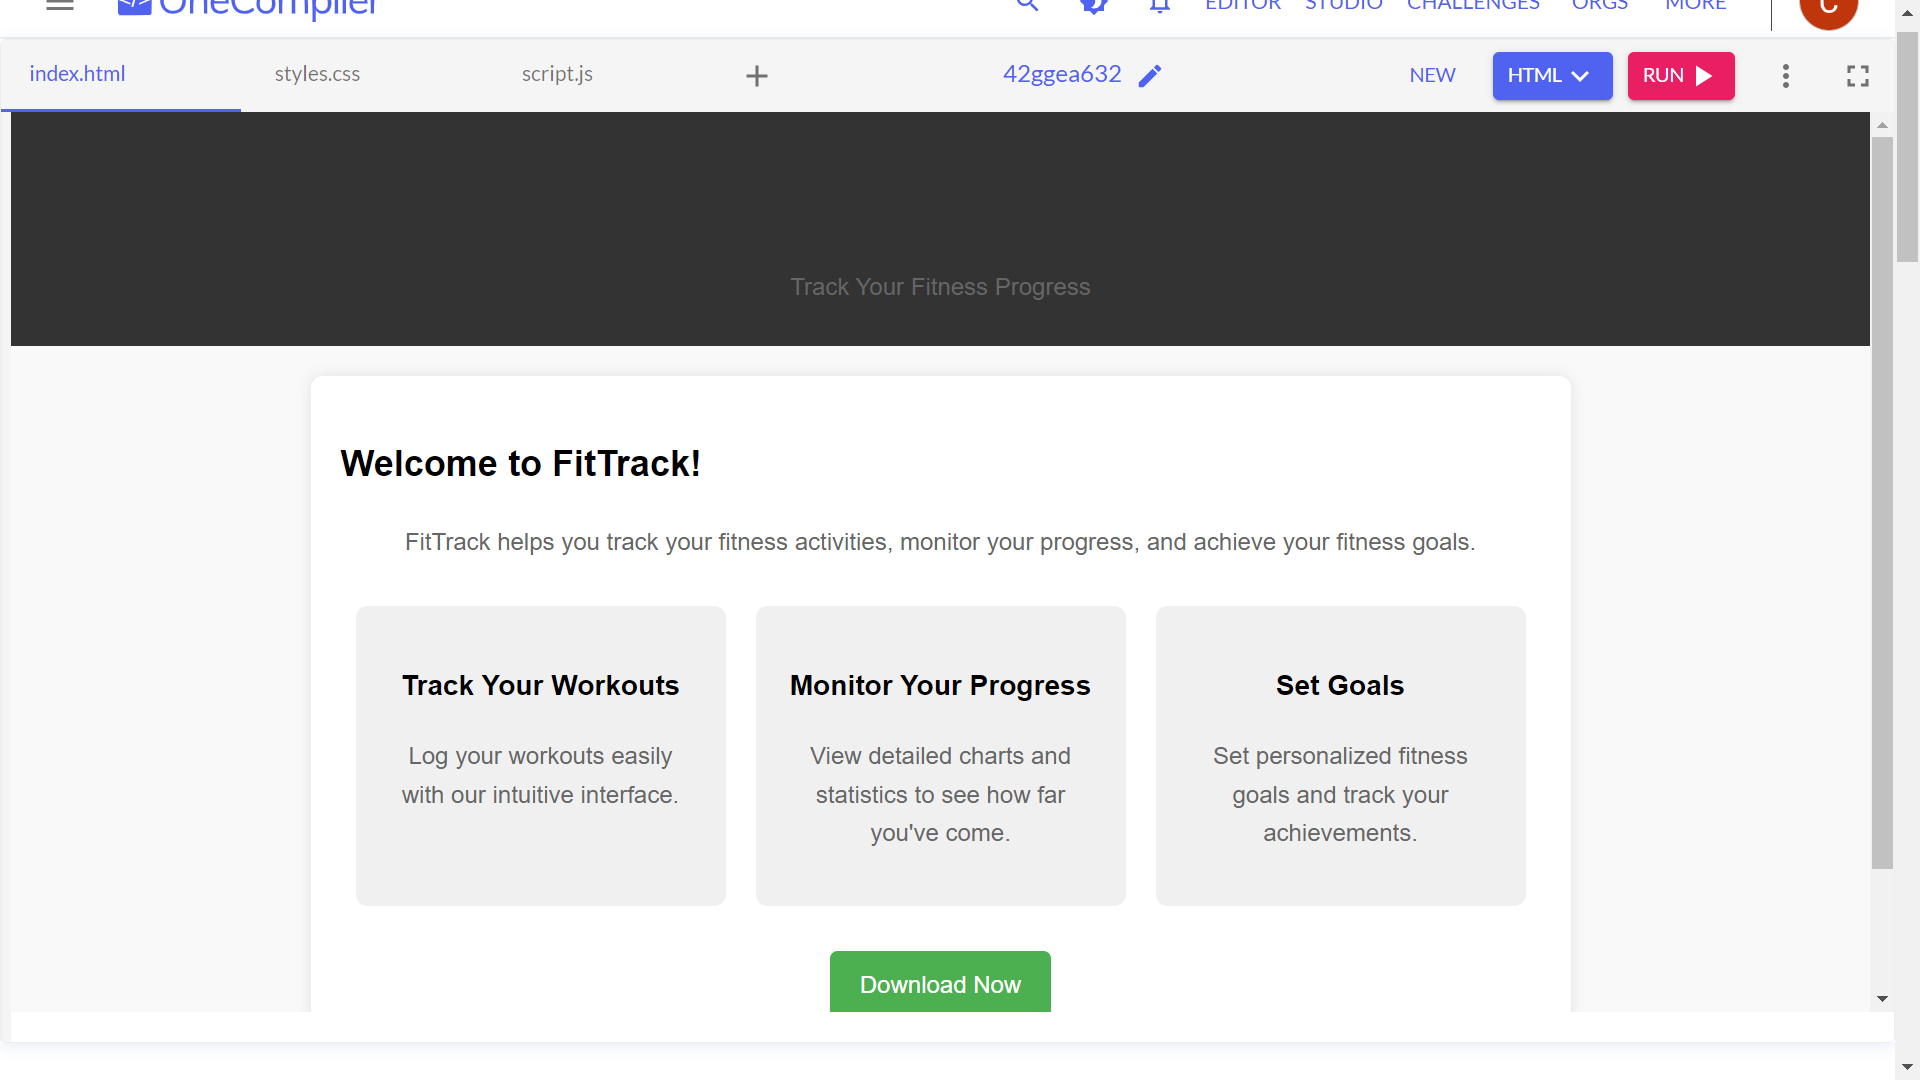 OneCompiler
EDITOR STUDIO CHALLENGES ORGS MORE C
index.html styles.css script.js 42ggea632 NEW HTML RUN
Track Your Fitness Progress
Welcome to FitTrack!
FitTrack helps you track your fitness activities, monitor your progress, and achieve your fitness goals.
Track Your Workouts
Log your workouts easily
with our intuitive interface.
Monitor Your Progress
View detailed charts and
statistics to see how far
you've come.
Set Goals
Set personalized fitness
goals and track your
achievements.
Download Now